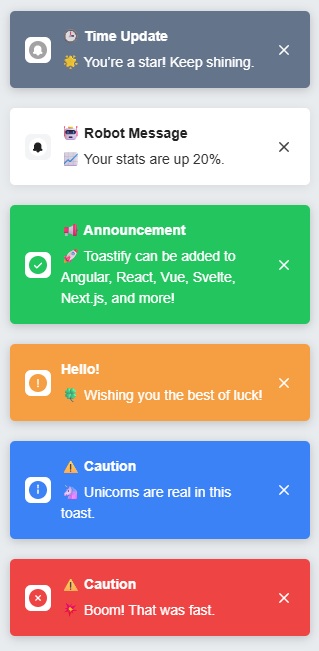 🕒 Time Update
🌟 You're a star! Keep shining.
🤖 Robot Message
📈 Your stats are up 20%.
📢 Announcement
🚀 Toastify can be added to
Angular, React, Vue, Svelte,
Next.js, and more!
Hello!
🍀 Wishing you the best of luck!
⚠️ Caution
🦄 Unicorns are real in this
toast.
⚠️ Caution
💥 Boom! That was fast.